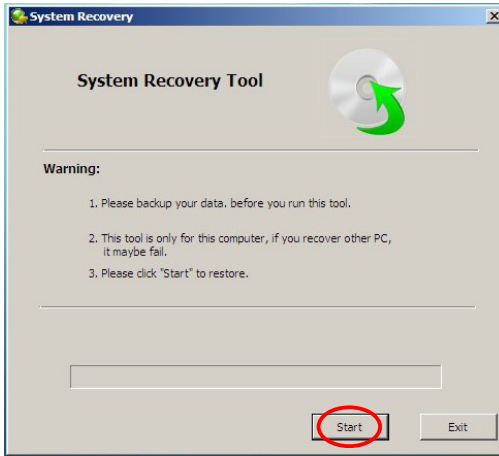 System Recovery
System Recovery Tool
Warning:
1. Please backup your data. before you run this tool.
2. This tool is only for this computer, if you recover other PC,
it maybe fail.
3. Please click "Start" to restore.
Start
Exit